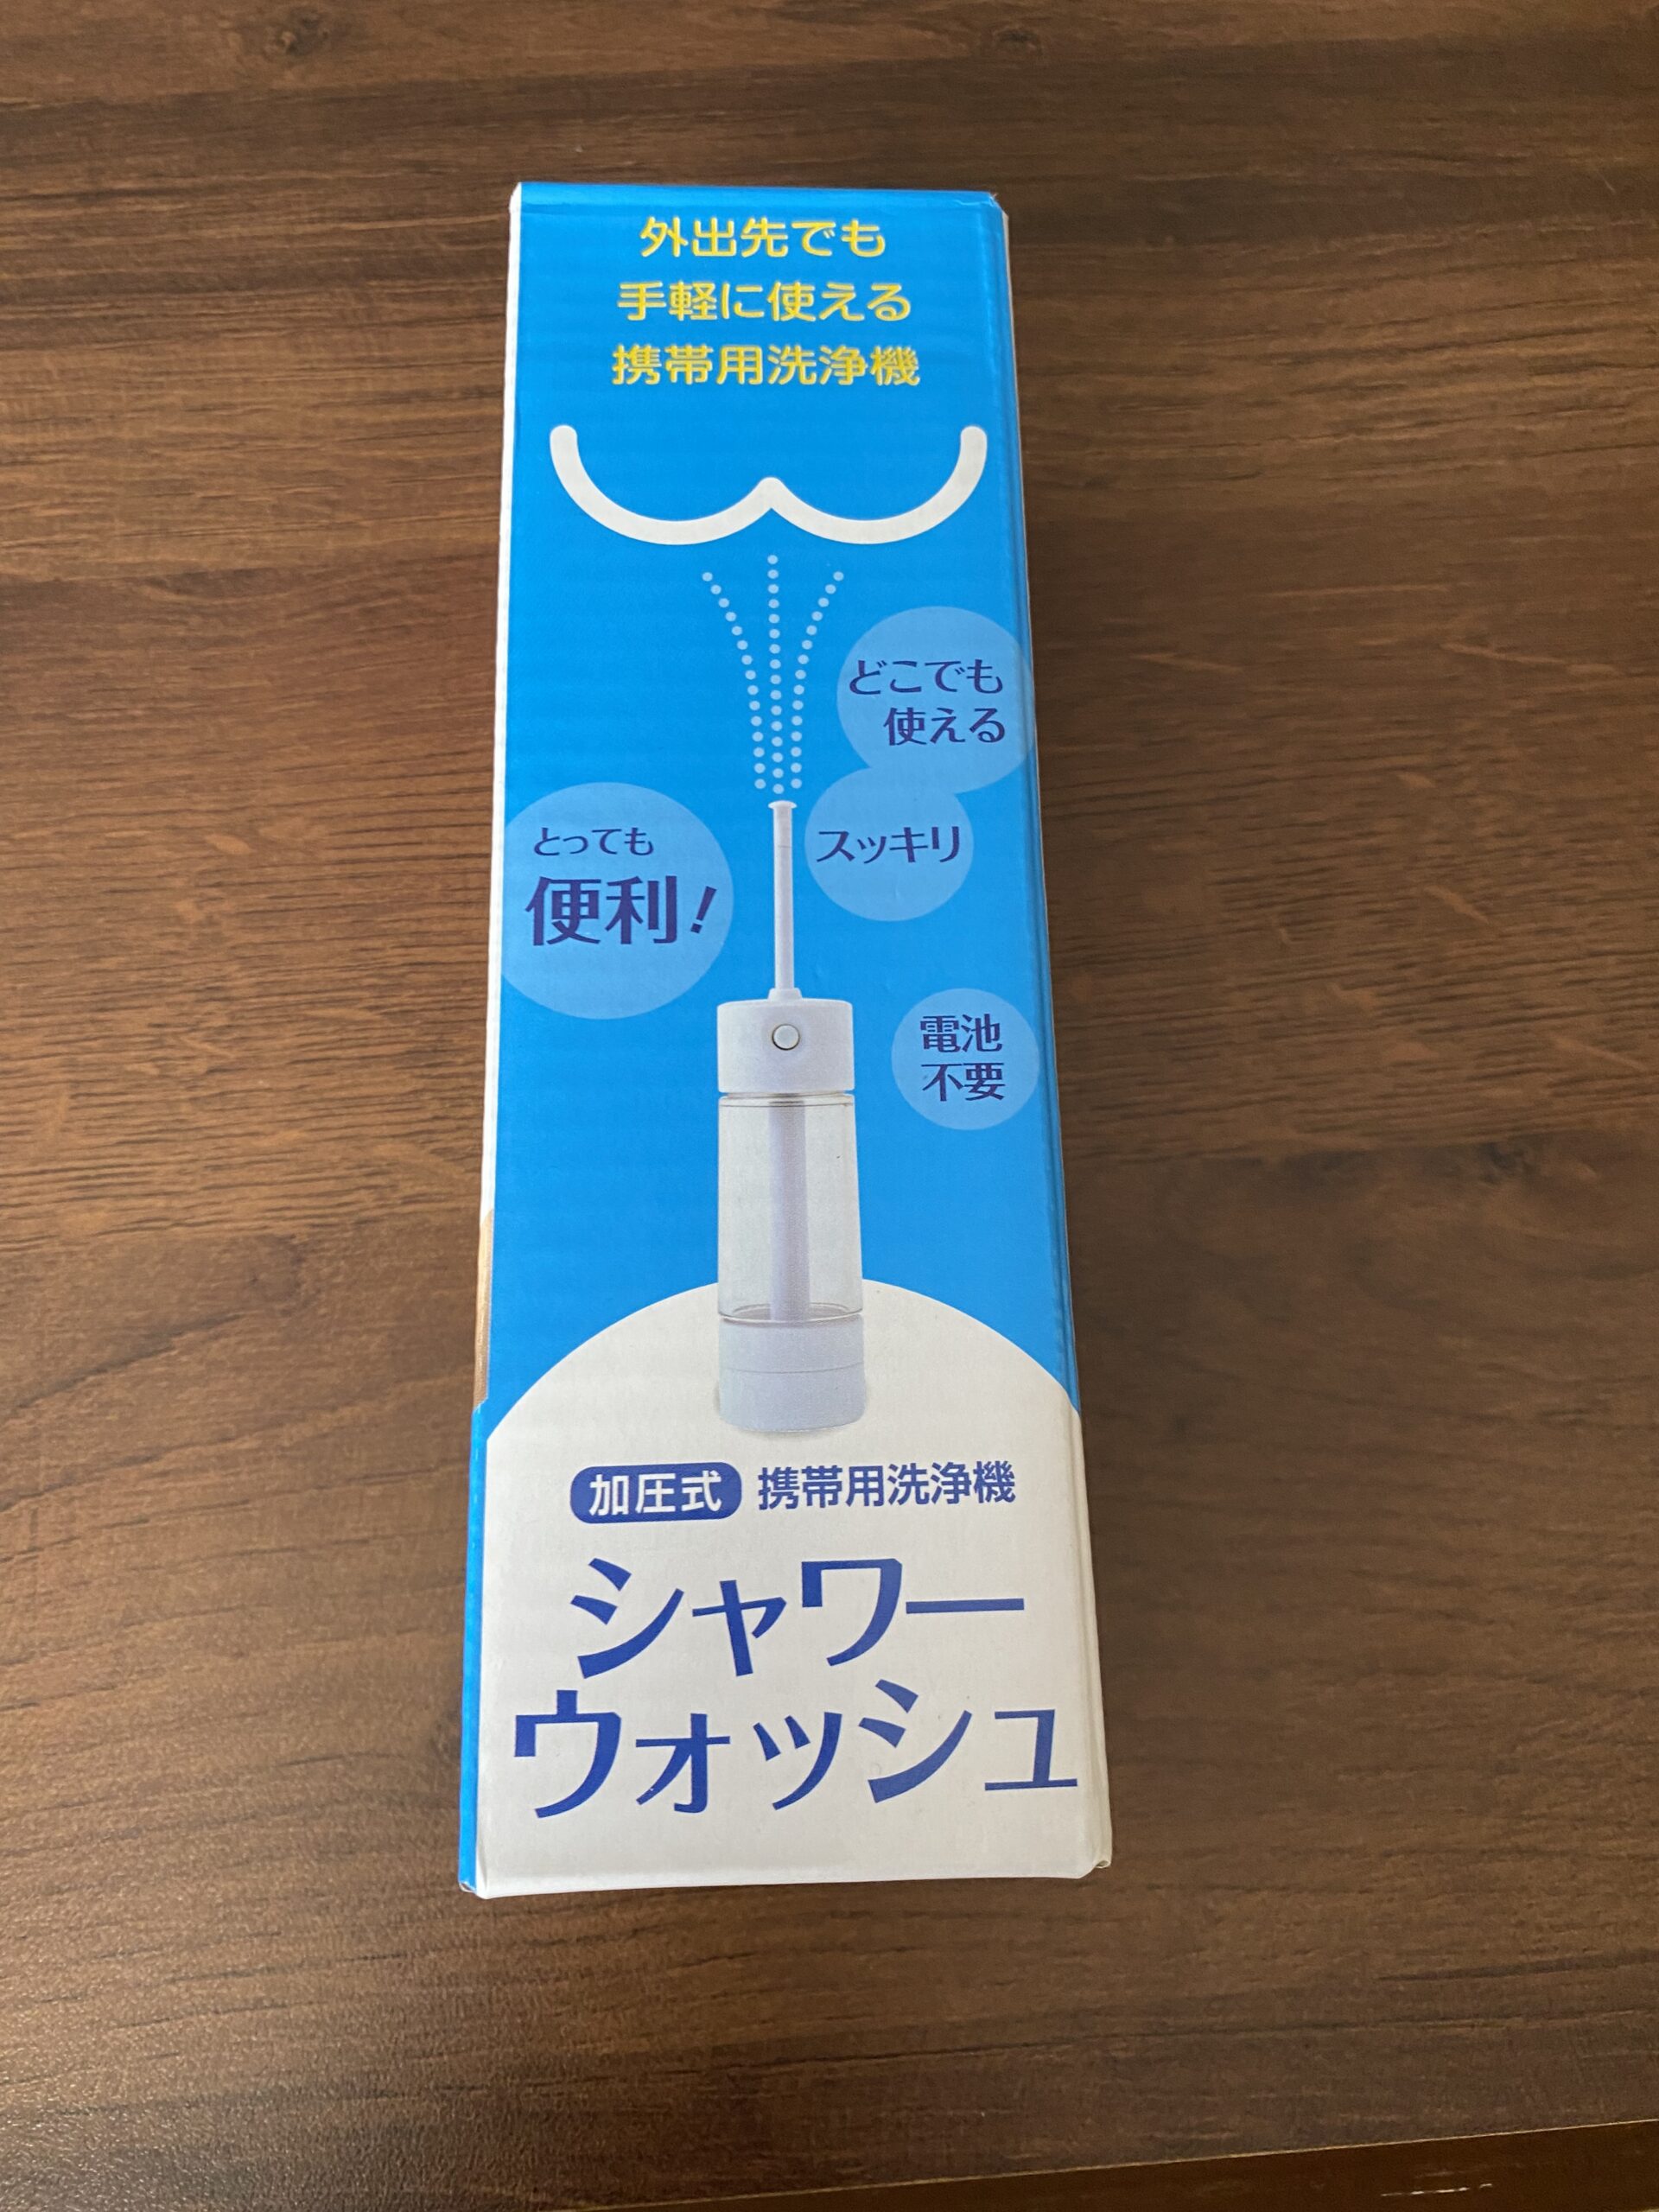 外出先でも
手軽に使える
携帯用洗浄機
どこでも
使える
スッキリ
とっても
便利!
電池
不要
加圧式 携帯用洗浄機
シャワー
ウォッシュ